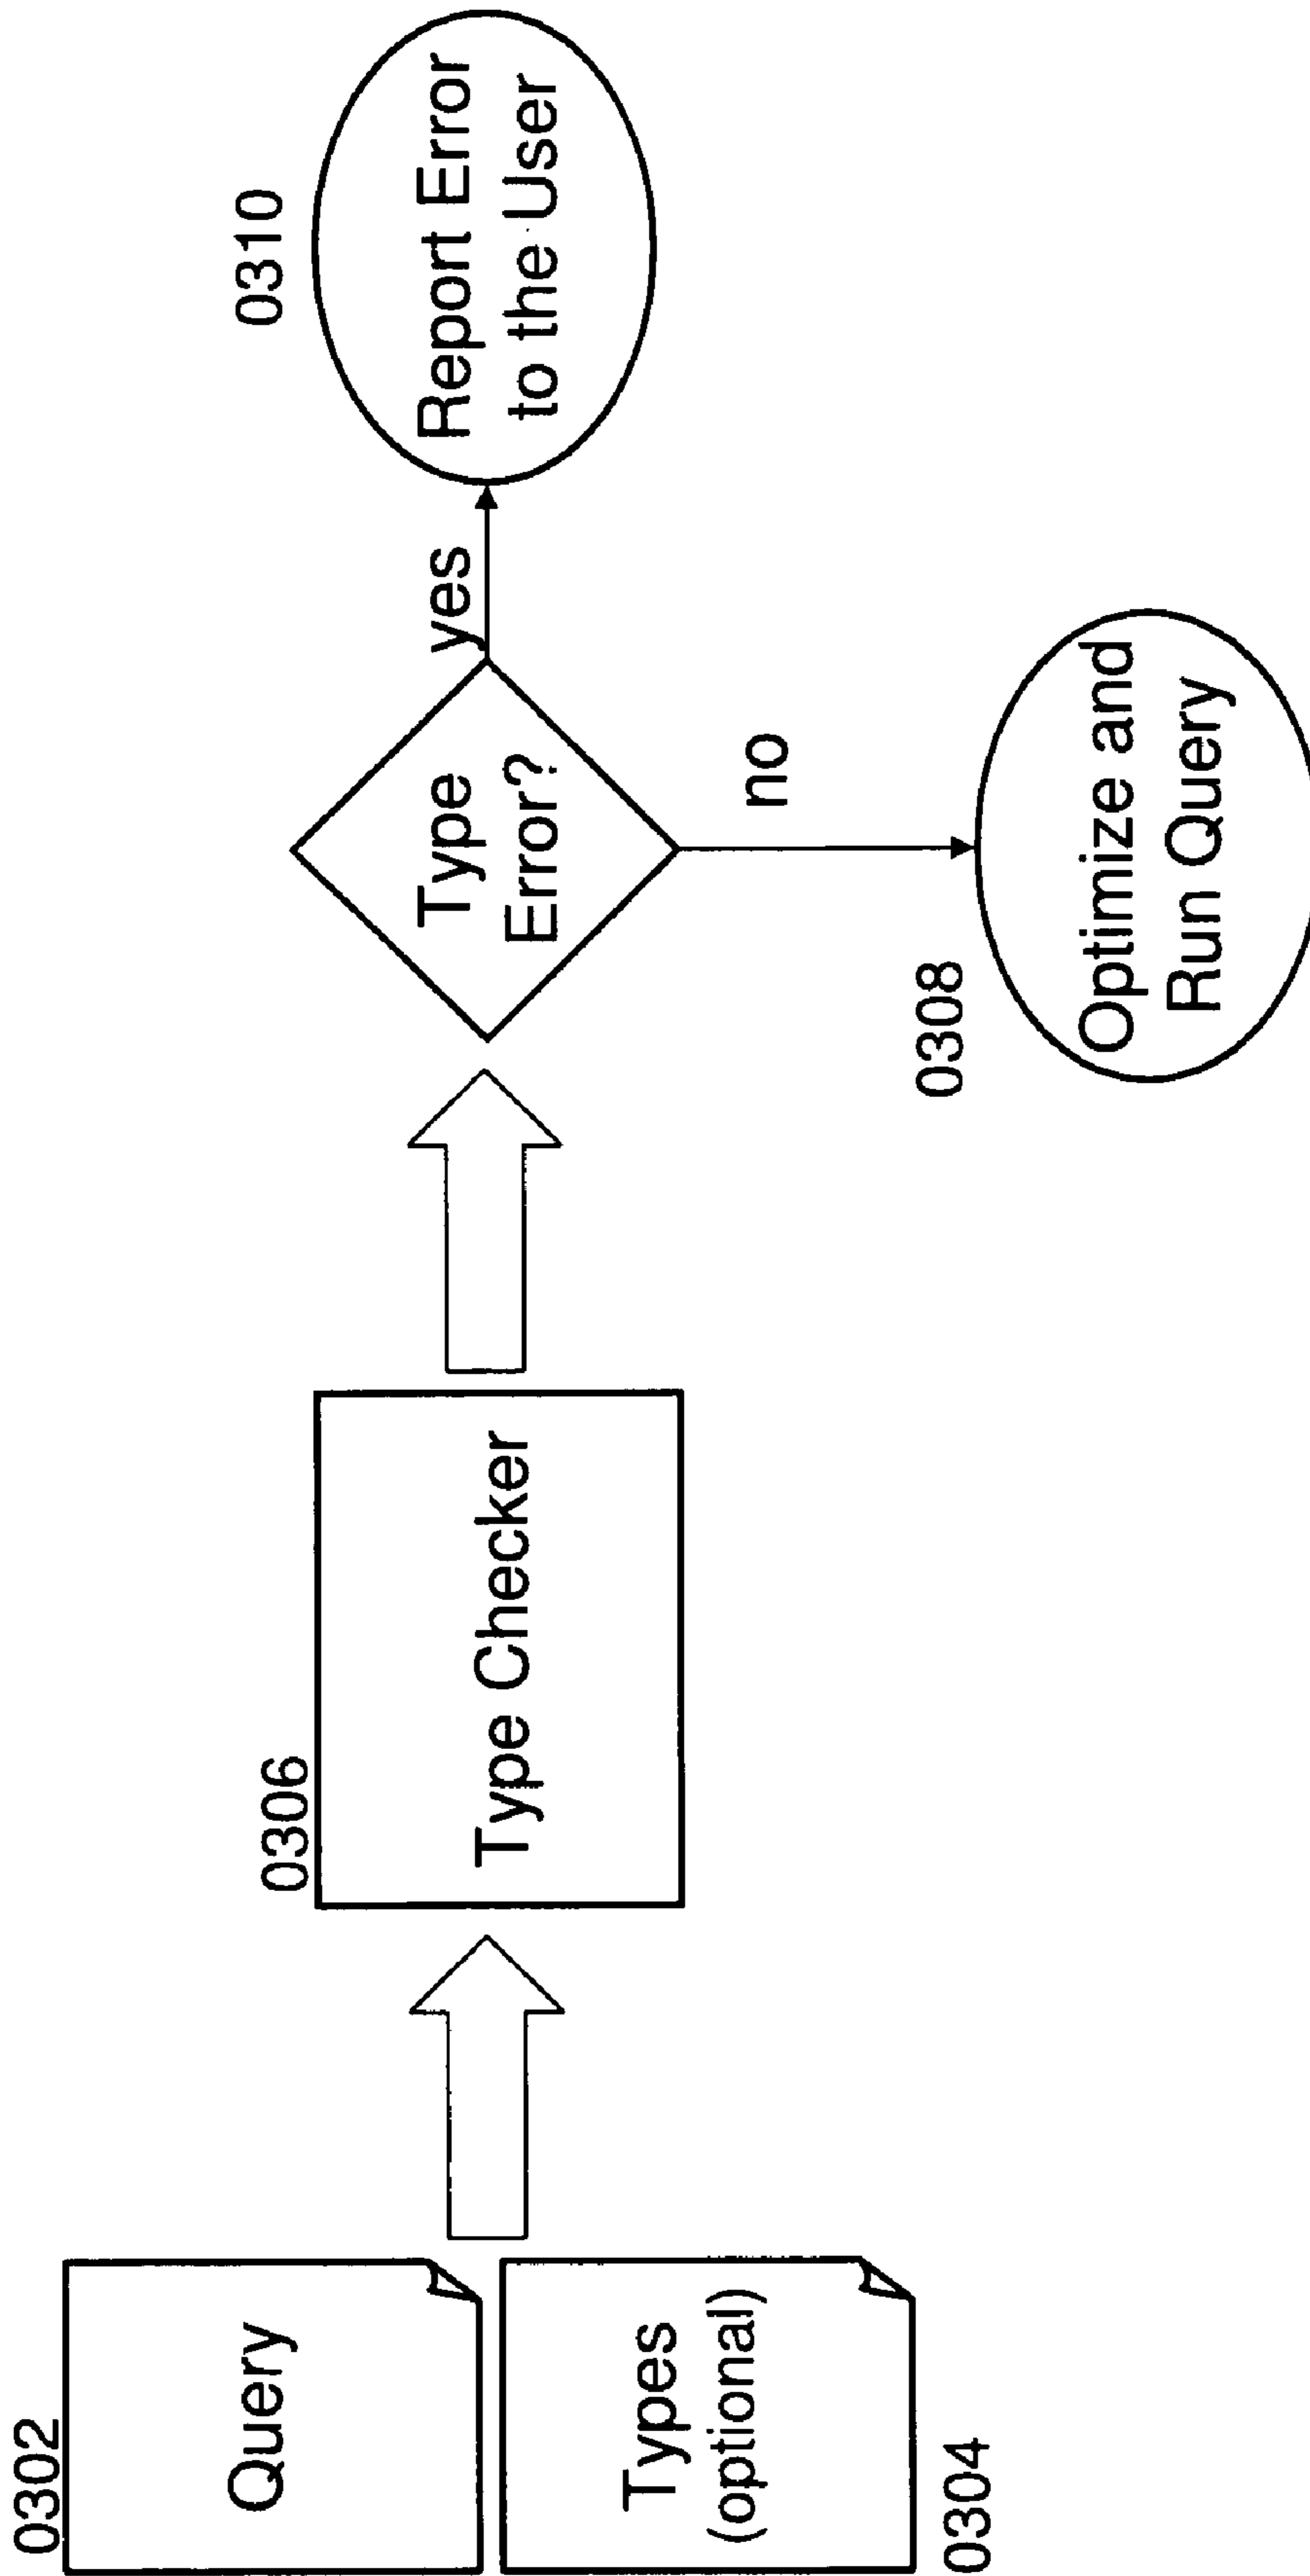 0302
Query
Types
(optional)
0304
0306
Type Checker
Type
Error?
yes
no
0310
Report Error
to the User
0308
Optimize and
Run Query